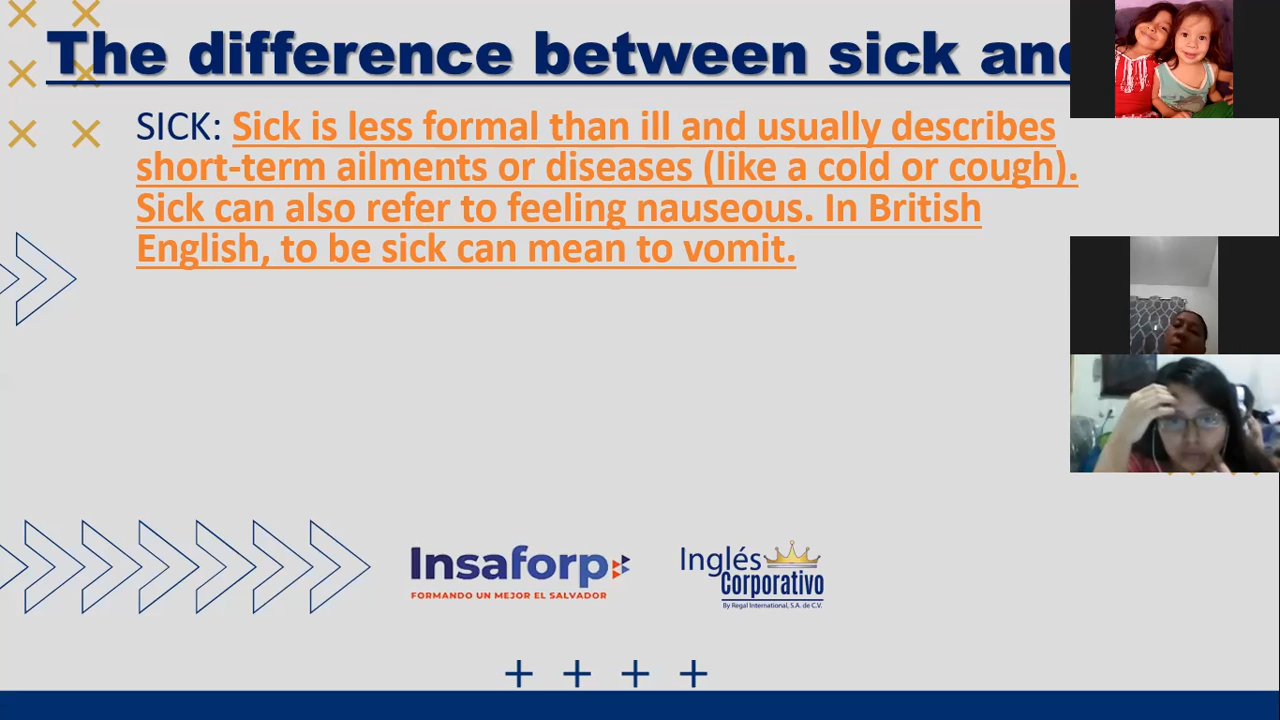 The difference between sick and
SICK: Sick is less formal than ill and usually describes
short-term ailments or diseases (like a cold or cough).
Sick can also refer to feeling nauseous. In British
English, to be sick can mean to vomit.
Insaforp
FORMANDO UN MEJOR EL SALVADOR
Inglés
Corporativo
By Regal International, S.A. de C.V.